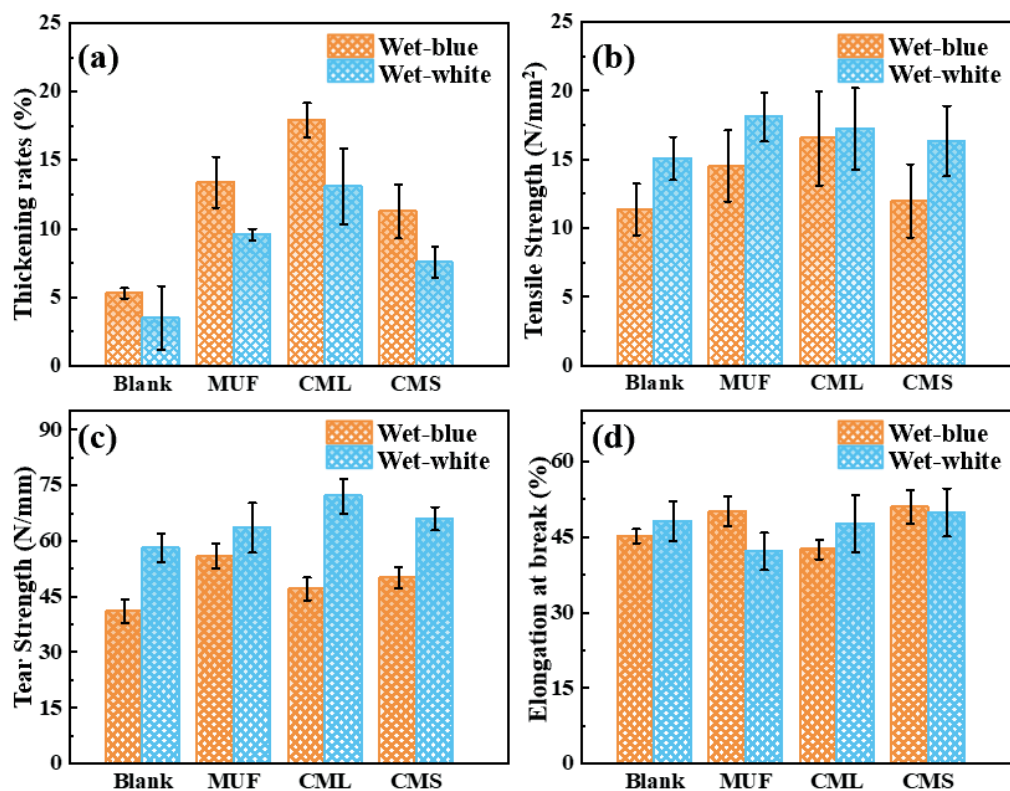 (a)
Wet-blue
Wet-white
Thickening rates (%)
25
20
15
10
5
0
Blank MUF CML CMS
(b)
Wet-blue
Wet-white
Tensile Strength (N/mm²)
25
20
15
10
5
0
Blank MUF CML CMS
(c)
Wet-blue
Wet-white
Tear Strength (N/mm)
90
75
60
45
30
15
0
Blank MUF CML CMS
(d)
Wet-blue
Wet-white
Elongation at break (%)
60
45
30
15
0
Blank MUF CML CMS